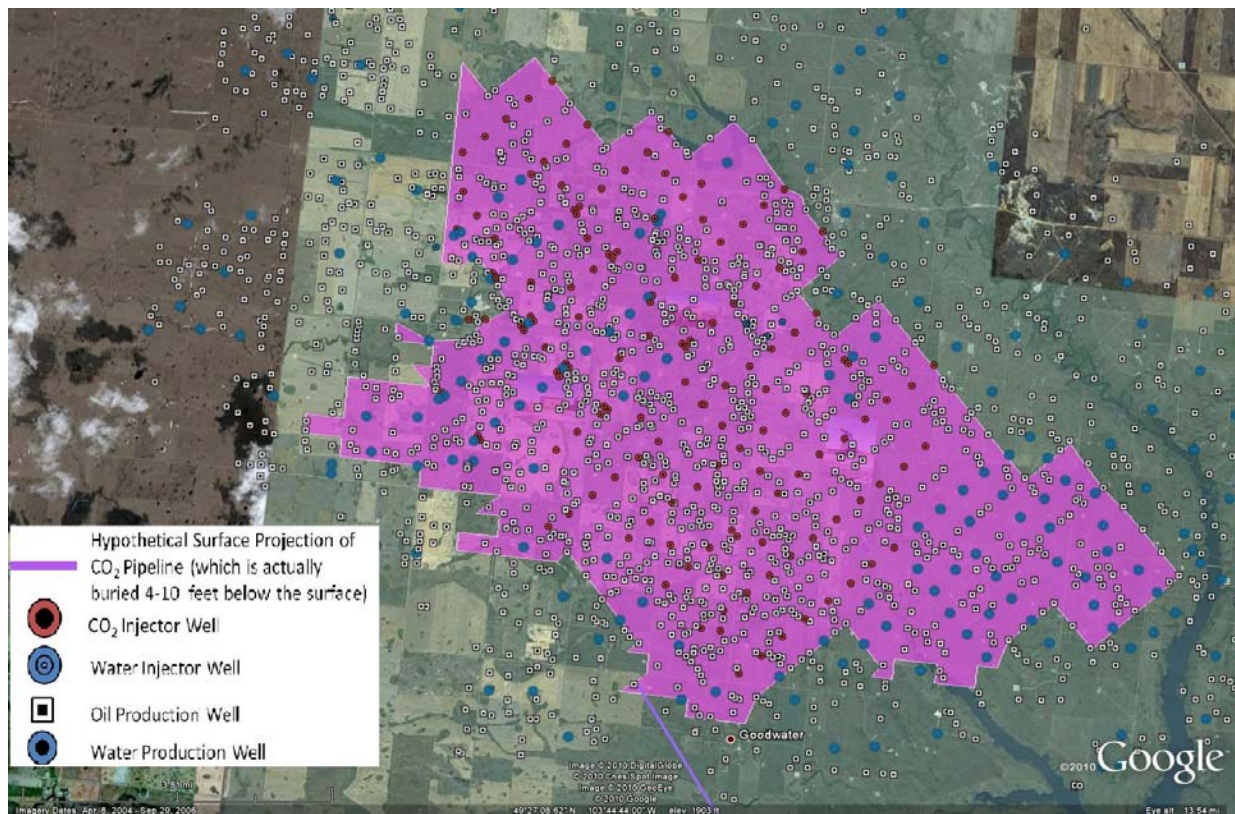 Hypothetical Surface Projection of
CO₂ Pipeline (which is actually
buried 4-10 feet below the surface)
CO₂ Injector Well
Water Injector Well
Oil Production Well
Water Production Well
Goodwater
Image © 2010 DigitalGlobe
© 2010 Cnes/Spot Image
Image © 2010 GeoEye
© 2010 Google
©2010 Google
Imagery Dates: Apr 8, 2004 - Sep 29, 2006
49°27'08.62" N 103°44'44.00" W elev 1903 ft
Eye alt 13.54 mi